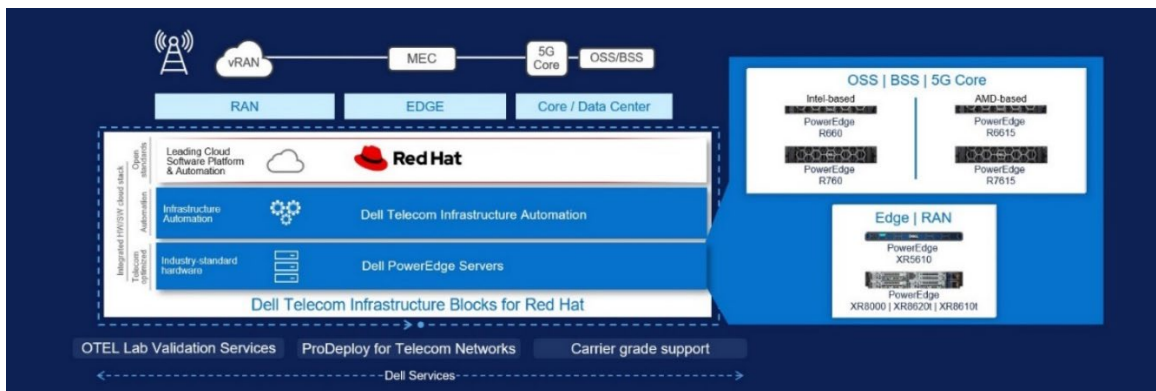 vRAN
MEC
5G
Core
OSS/BSS
RAN
EDGE
Core / Data Center
Integrated HW/SW cloud stack
Open
standards
Leading Cloud
Software Platform
& Automation
Red Hat
Automation
Infrastructure
Automation
Dell Telecom Infrastructure Automation
Telecom
optimized
Industry-standard
hardware
Dell PowerEdge Servers
Dell Telecom Infrastructure Blocks for Red Hat
OTEL Lab Validation Services
ProDeploy for Telecom Networks
Carrier grade support
Dell Services
OSS | BSS | 5G Core
Intel-based
PowerEdge
R660
PowerEdge
R760
AMD-based
PowerEdge
R6615
PowerEdge
R7615
Edge | RAN
PowerEdge
XR5610
PowerEdge
XR8000 | XR8620t | XR8610t